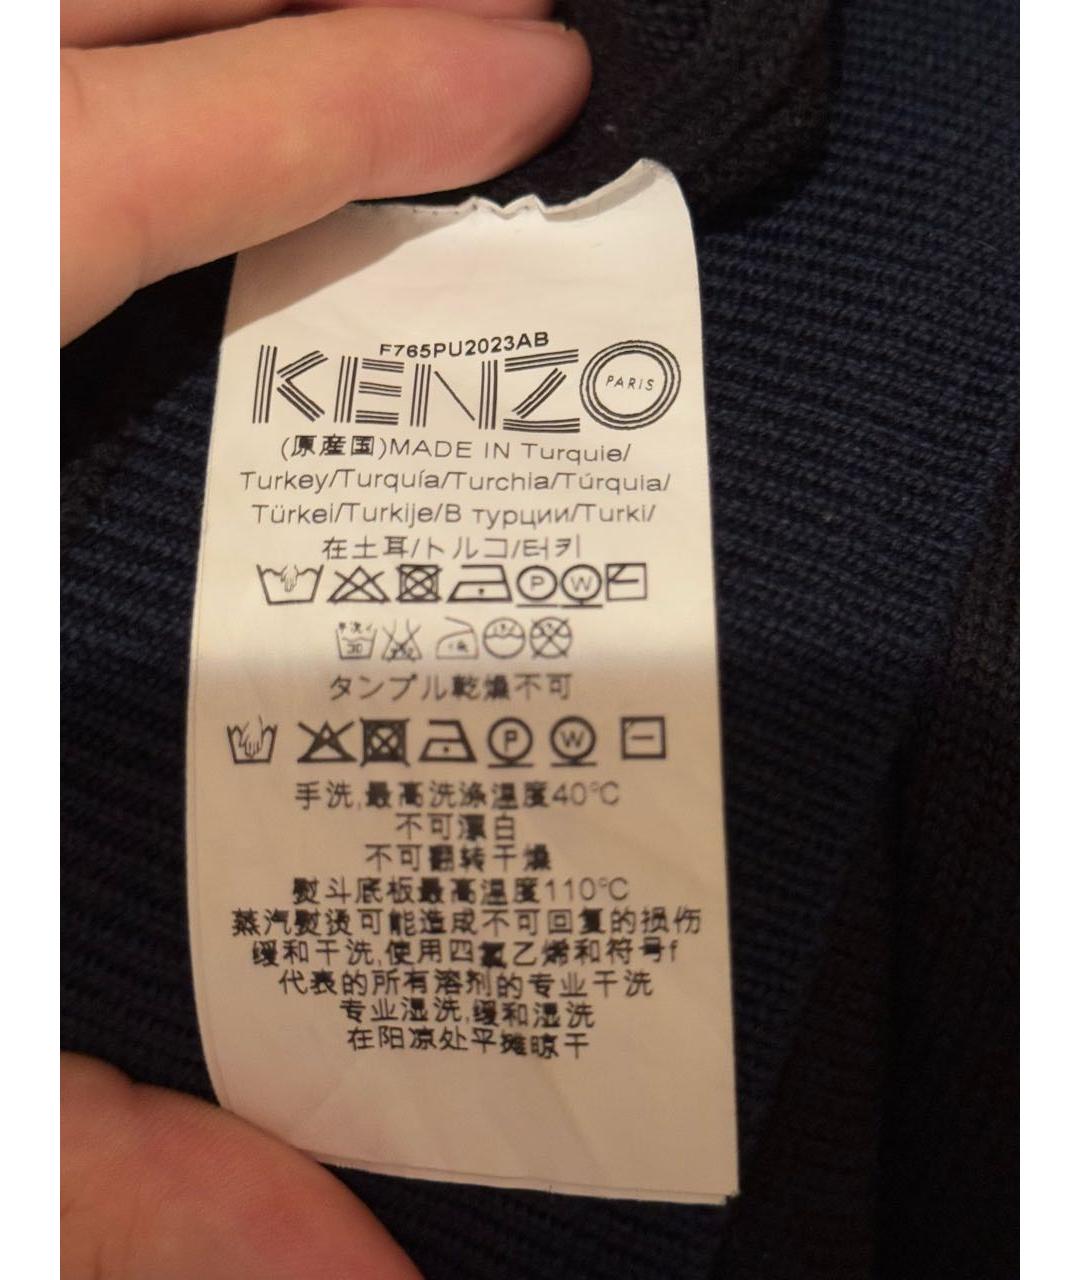 F765PU2023AB
KENZO PARIS
(原産国)MADE IN Turquie/
Turkey/Turquía/Turchia/Túrquia/
Türkei/Turkije/В турции/Turki/
在土耳/トルコ/터키
P W
手洗イ 30
タンブル乾燥不可
P W
手洗,最高洗涤温度40°C
不可漂白
不可翻转干燥
熨斗底板最高温度110°C
蒸汽熨烫可能造成不可回复的损伤
缓和干洗,使用四氯乙烯和符号f
代表的所有溶剂的专业干洗
专业湿洗,缓和湿洗
在阳凉处平摊晾干